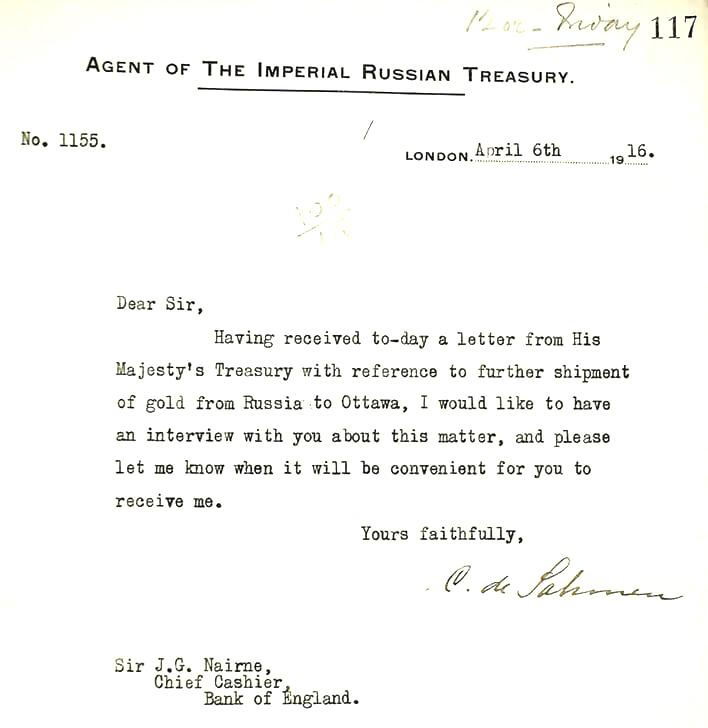 Friday 117
AGENT OF THE IMPERIAL RUSSIAN TREASURY.
No. 1155.
LONDON. April 6th 1916.
Dear Sir,
Having received to-day a letter from His
Majesty's Treasury with reference to further shipment
of gold from Russia to Ottawa, I would like to have
an interview with you about this matter, and please
let me know when it will be convenient for you to
receive me.
Yours faithfully,
C. de Sahmen
Sir J.G. Nairne,
Chief Cashier,
Bank of England.